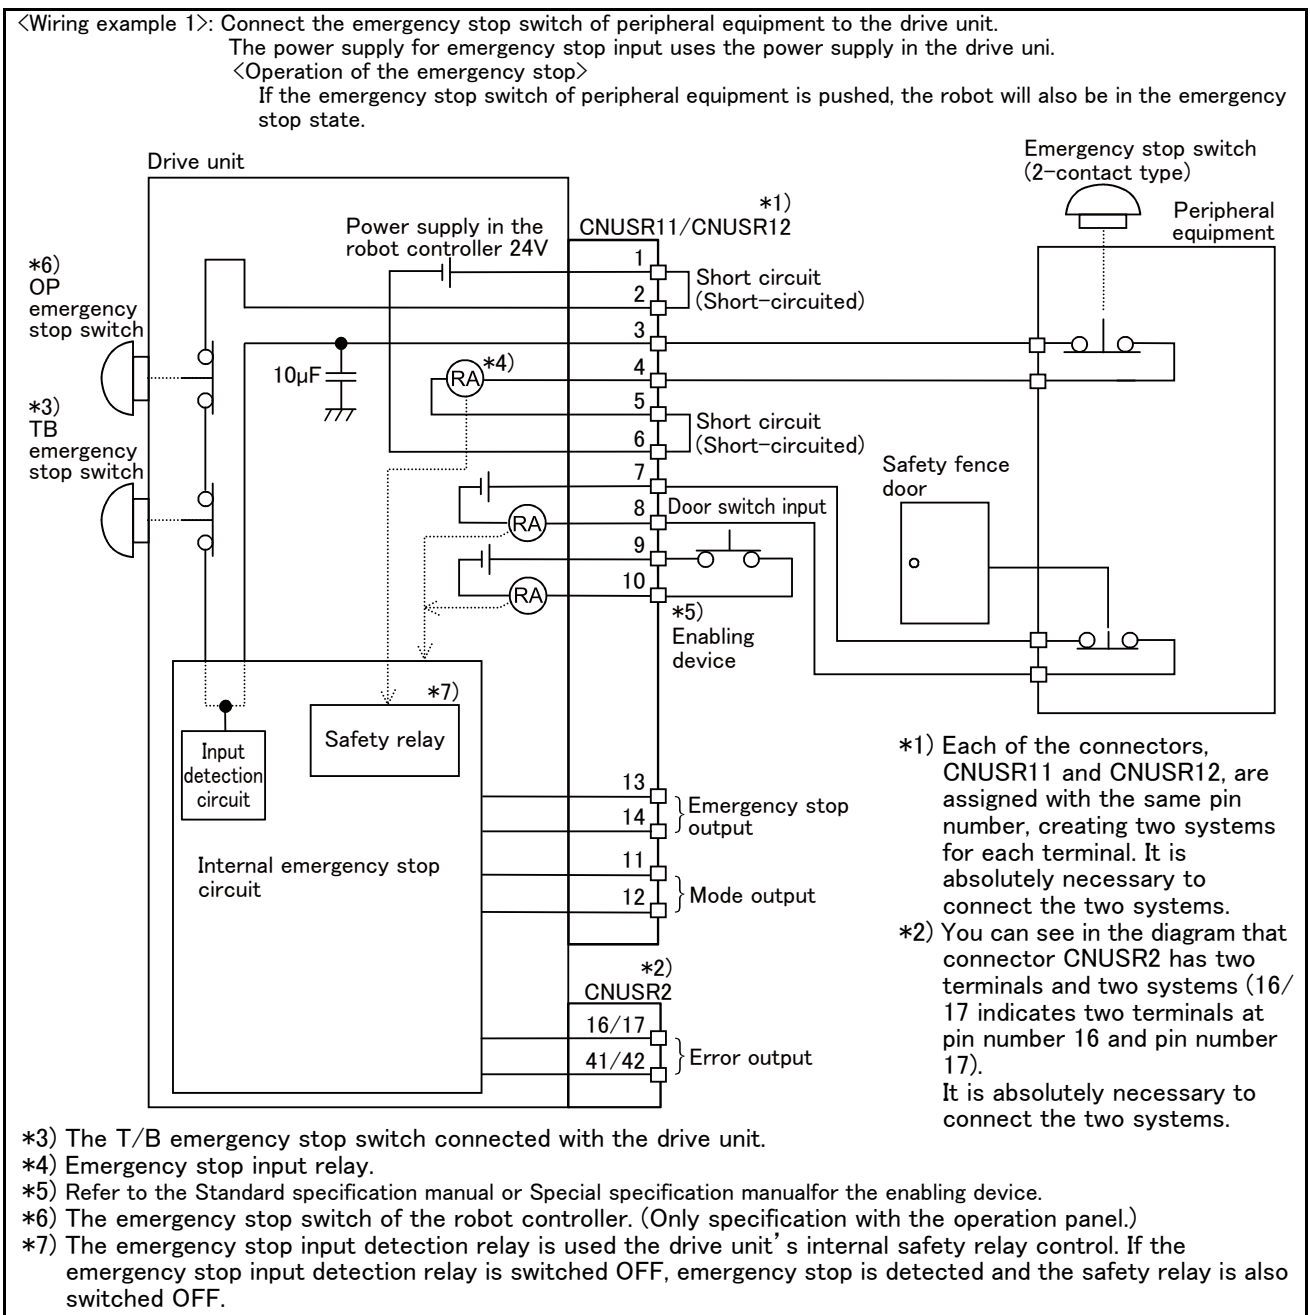 <Wiring example 1>: Connect the emergency stop switch of peripheral equipment to the drive unit.
The power supply for emergency stop input uses the power supply in the drive uni.
<Operation of the emergency stop>
If the emergency stop switch of peripheral equipment is pushed, the robot will also be in the emergency
stop state.
Drive unit
Emergency stop switch
(2-contact type)
Peripheral
equipment
*1)
CNUSR11/CNUSR12
Power supply in the
robot controller 24V
*6)
OP
emergency
stop switch
*3)
TB
emergency
stop switch
10μF
RA
*4)
1
2
3
4
5
6
7
8
9
10
Short circuit
(Short-circuited)
Short circuit
(Short-circuited)
Door switch input
RA
RA
*5)
Enabling
device
Safety fence
door
*7)
Safety relay
Input
detection
circuit
Internal emergency stop
circuit
13
14
Emergency stop
output
11
12
Mode output
*2)
CNUSR2
16/17
41/42
Error output
*1) Each of the connectors,
CNUSR11 and CNUSR12, are
assigned with the same pin
number, creating two systems
for each terminal. It is
absolutely necessary to
connect the two systems.
*2) You can see in the diagram that
connector CNUSR2 has two
terminals and two systems (16/
17 indicates two terminals at
pin number 16 and pin number
17).
It is absolutely necessary to
connect the two systems.
*3) The T/B emergency stop switch connected with the drive unit.
*4) Emergency stop input relay.
*5) Refer to the Standard specification manual or Special specification manualfor the enabling device.
*6) The emergency stop switch of the robot controller. (Only specification with the operation panel.)
*7) The emergency stop input detection relay is used the drive unit's internal safety relay control. If the
emergency stop input detection relay is switched OFF, emergency stop is detected and the safety relay is also
switched OFF.